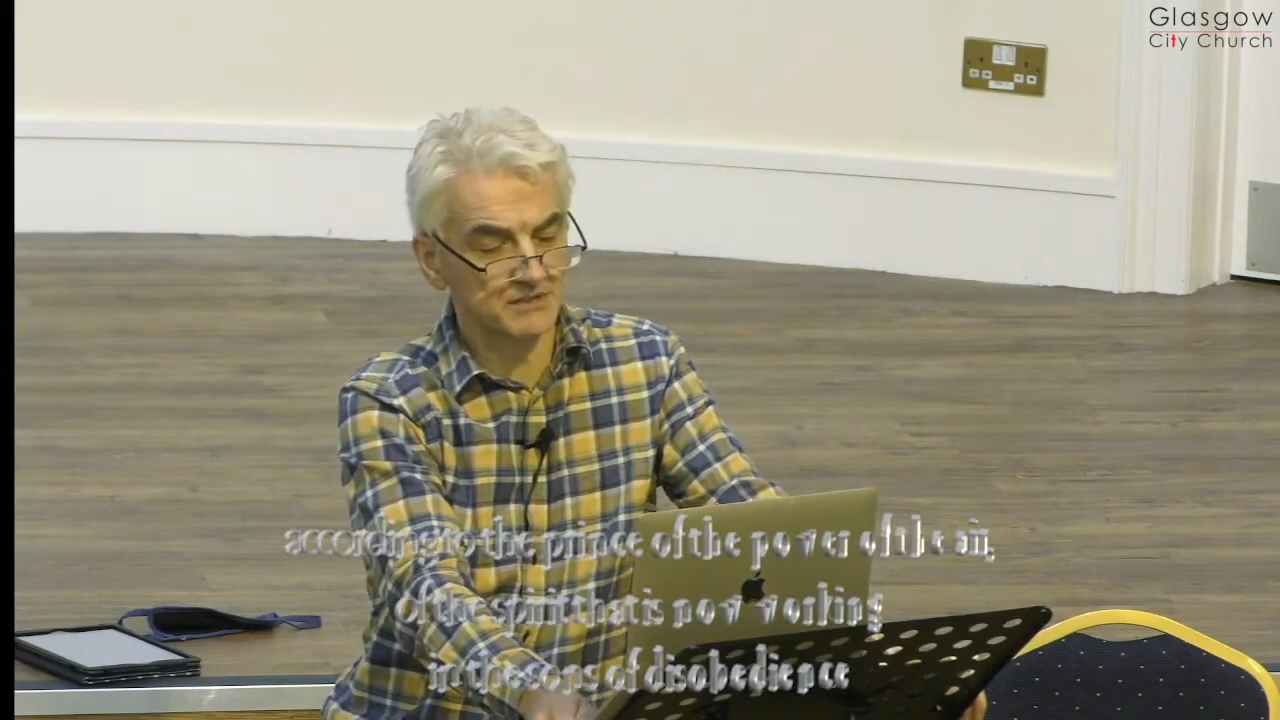 Glasgow
City Church
according to the prince of the power of the air,
of the spirit that is now working
in the sons of disobedience